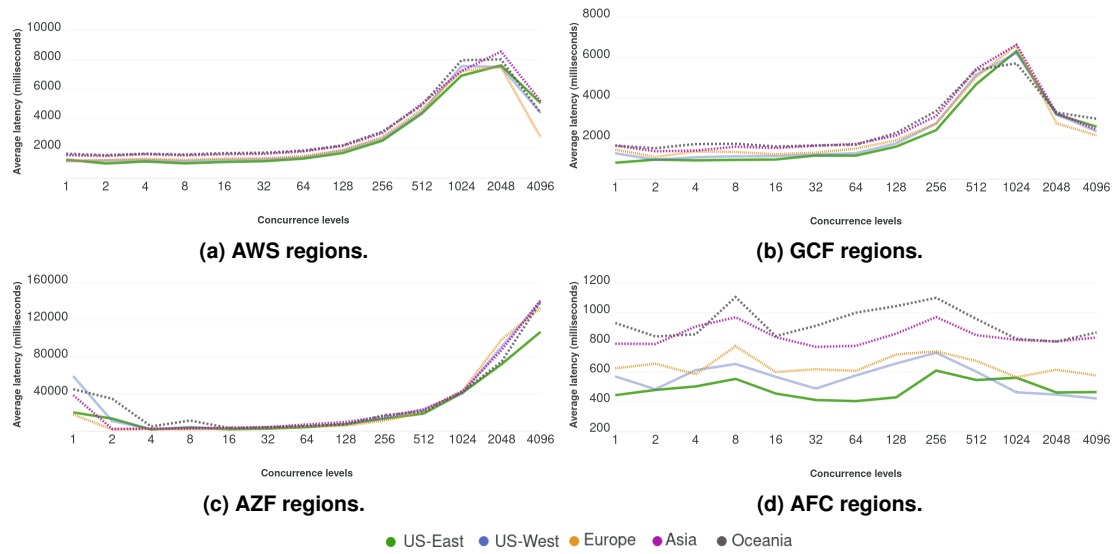 Average latency (milliseconds)
10000
8000
6000
4000
2000
1 2 4 8 16 32 64 128 256 512 1024 2048 4096
Concurrence levels
(a) AWS regions.
Average latency (milliseconds)
8000
6000
4000
2000
1 2 4 8 16 32 64 128 256 512 1024 2048 4096
Concurrence levels
(b) GCF regions.
Average latency (milliseconds)
160000
120000
80000
40000
1 2 4 8 16 32 64 128 256 512 1024 2048 4096
Concurrence levels
(c) AZF regions.
Average latency (milliseconds)
1200
1000
800
600
400
200
1 2 4 8 16 32 64 128 256 512 1024 2048 4096
Concurrence levels
(d) AFC regions.
US-East US-West Europe Asia Oceania